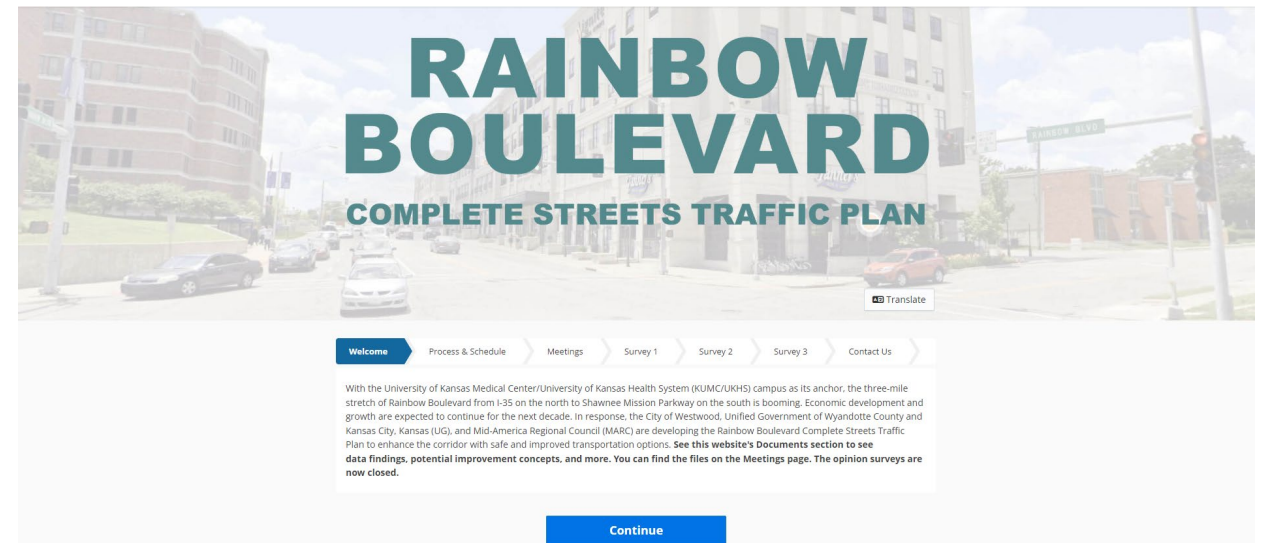 RAINBOW
BOULEVARD
COMPLETE STREETS TRAFFIC PLAN
RAINBOW BLVD
Translate
Welcome
Process & Schedule
Meetings
Survey 1
Survey 2
Survey 3
Contact Us
With the University of Kansas Medical Center/University of Kansas Health System (KUMC/UKHS) campus as its anchor, the three-mile
stretch of Rainbow Boulevard from I-35 on the north to Shawnee Mission Parkway on the south is booming. Economic development and
growth are expected to continue for the next decade. In response, the City of Westwood, Unified Government of Wyandotte County and
Kansas City, Kansas (UG), and Mid-America Regional Council (MARC) are developing the Rainbow Boulevard Complete Streets Traffic
Plan to enhance the corridor with safe and improved transportation options. See this website's Documents section to see
data findings, potential improvement concepts, and more. You can find the files on the Meetings page. The opinion surveys are
now closed.
Continue